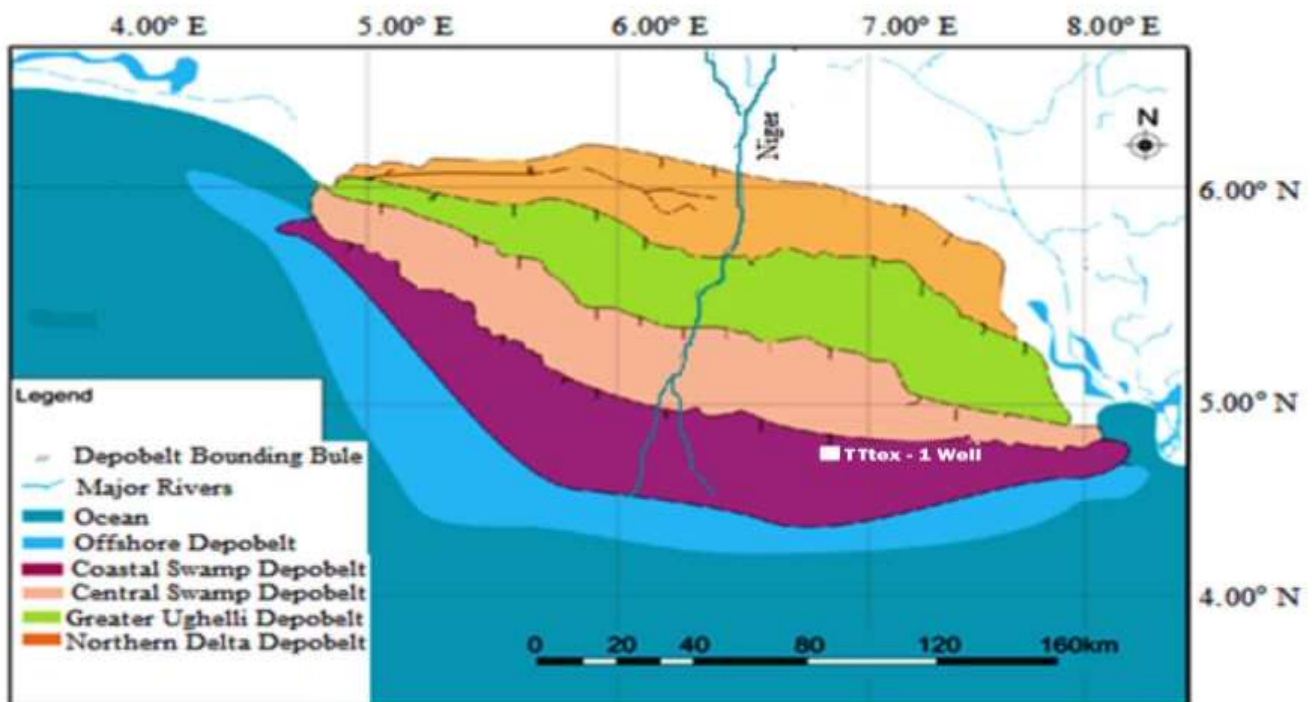 4.00° E 5.00° E 6.00° E 7.00° E 8.00° E
N
Niger
6.00° N
5.00° N
4.00° N
TTtex - 1 Well
Legend
Depobelt Bounding Bule
Major Rivers
Ocean
Offshore Depobelt
Coastal Swamp Depobelt
Central Swamp Depobelt
Greater Ughelli Depobelt
Northern Delta Depobelt
0 20 40 80 120 160km